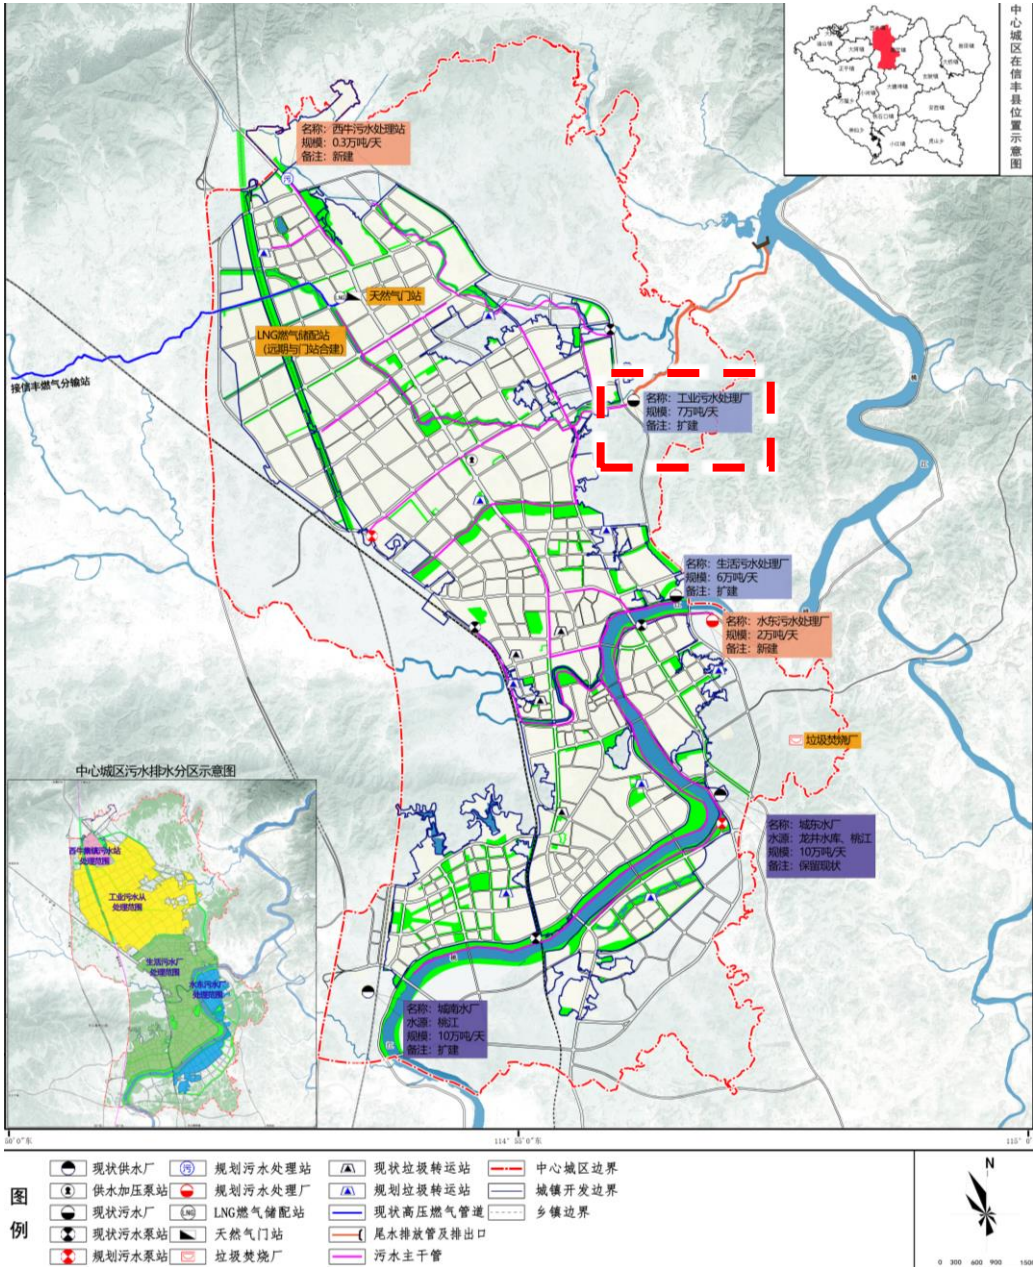 中心城区在信丰县位置示意图
名称：西牛污水处理站
规模：0.3万吨/天
备注：新建
天然气门站
LNG
LNG燃气储配站
（远期与门站合建）
接信丰燃气分输站
名称：工业污水处理厂
规模：7万吨/天
备注：扩建
名称：生活污水处理厂
规模：6万吨/天
备注：扩建
名称：水东污水处理厂
规模：2万吨/天
备注：新建
垃圾焚烧厂
名称：城东水厂
水源：龙井水库、桃江
规模：10万吨/天
备注：保留现状
名称：城南水厂
水源：桃江
规模：10万吨/天
备注：扩建
中心城区污水排水分区示意图
西牛集镇污水站
处理范围
工业污水从
处理范围
生活污水厂
处理范围
水东污水厂
处理范围
50′0″东
114°55′0″东
115°0′
图例
现状供水厂
供水加压泵站
现状污水厂
现状污水泵站
规划污水泵站
污
规划污水处理站
规划污水处理厂
LNG
LNG燃气储配站
天然气门站
垃圾焚烧厂
现状垃圾转运站
规划垃圾转运站
现状高压燃气管道
尾水排放管及排出口
污水主干管
中心城区边界
城镇开发边界
乡镇边界
N
0 300 600 900